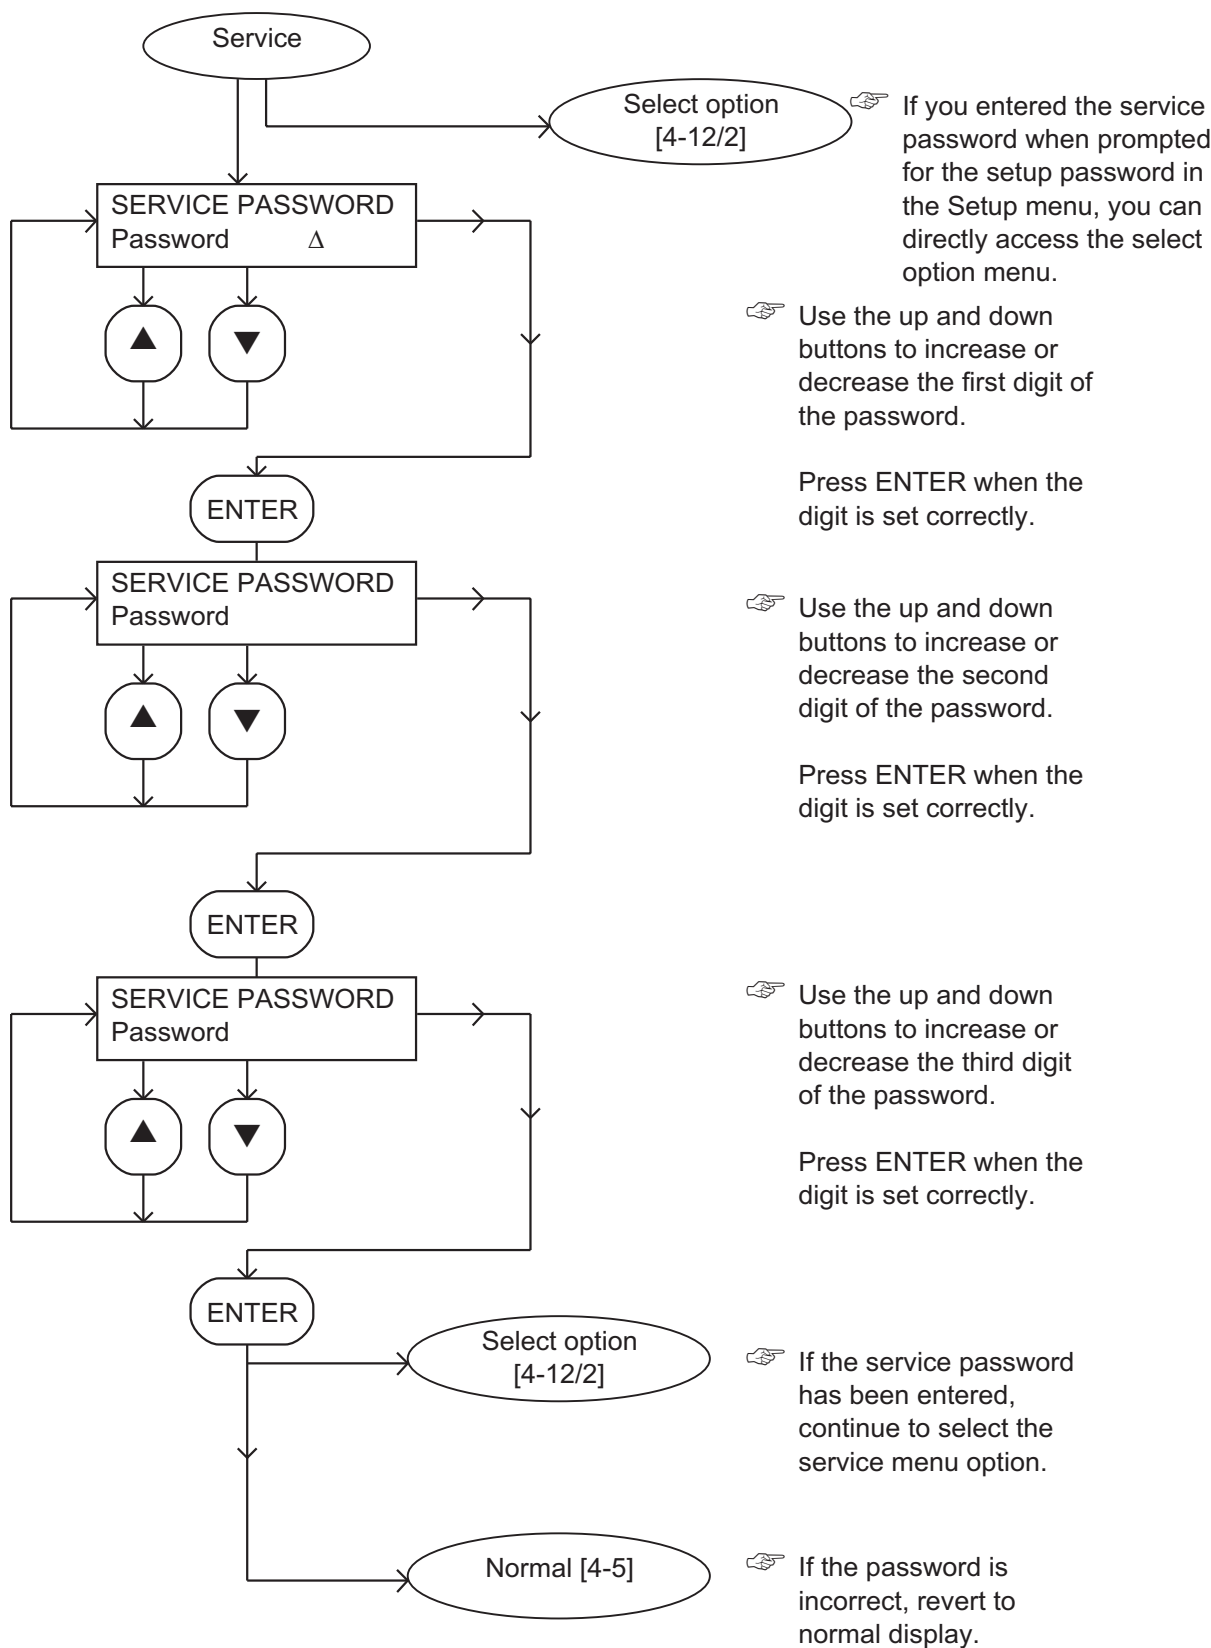 Service
Select option
[4-12/2]
☞ If you entered the service
password when prompted
for the setup password in
the Setup menu, you can
directly access the select
option menu.
SERVICE PASSWORD
Password Δ
▲ ▼
☞ Use the up and down
buttons to increase or
decrease the first digit of
the password.
Press ENTER when the
digit is set correctly.
ENTER
SERVICE PASSWORD
Password
▲ ▼
☞ Use the up and down
buttons to increase or
decrease the second
digit of the password.
Press ENTER when the
digit is set correctly.
ENTER
SERVICE PASSWORD
Password
▲ ▼
☞ Use the up and down
buttons to increase or
decrease the third digit
of the password.
Press ENTER when the
digit is set correctly.
ENTER
Select option
[4-12/2]
☞ If the service password
has been entered,
continue to select the
service menu option.
Normal [4-5]
☞ If the password is
incorrect, revert to
normal display.